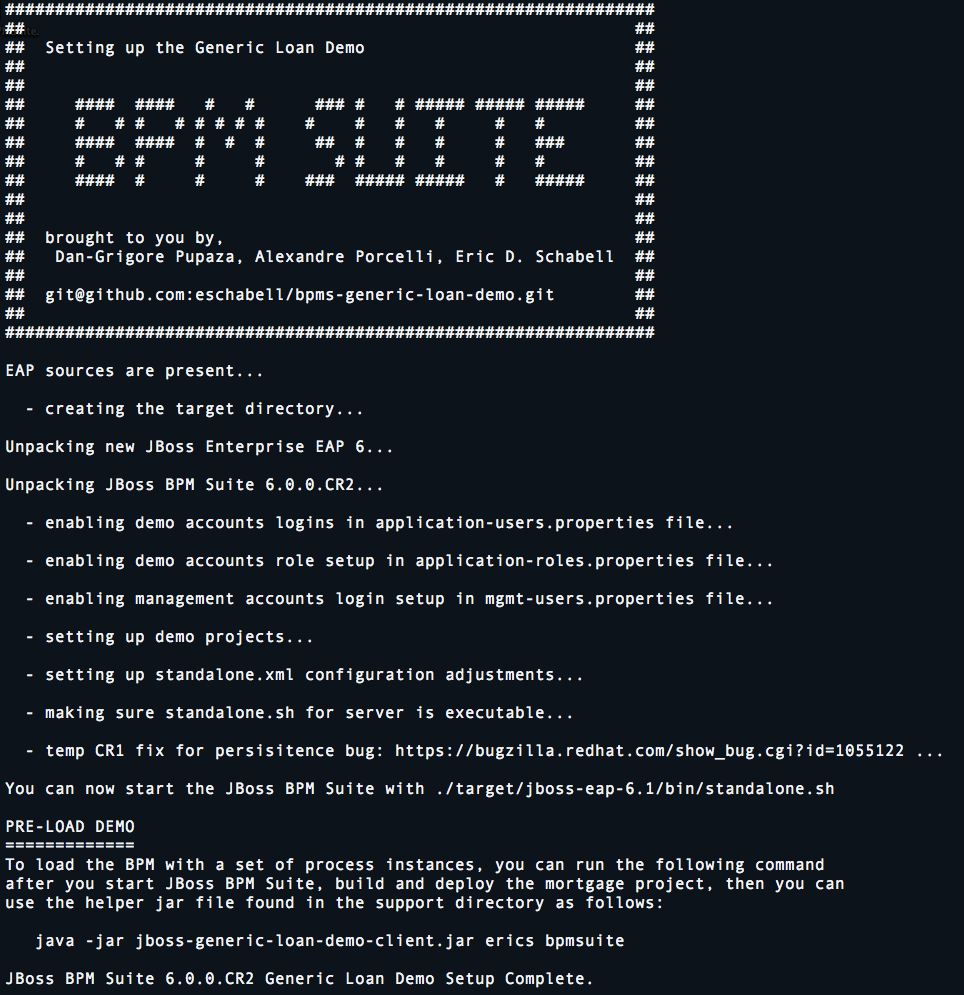 #################################################################
##                                                             ##
##  Setting up the Generic Loan Demo                           ##
##                                                             ##
##                                                             ##
##     ####  ####   #   #      ### #   # ##### ##### #####     ##
##     #   # #   # # # # #    #    #   #   #     #   #         ##
##     ####  ####  #  #  #     ##  #   #   #     #   ###       ##
##     #   # #     #     #       # #   #   #     #   #         ##
##     ####  #     #     #    ###  ##### #####   #   #####     ##
##                                                             ##
##                                                             ##
##  brought to you by,                                         ##
##   Dan-Grigore Pupaza, Alexandre Porcelli, Eric D. Schabell  ##
##                                                             ##
##  git@github.com:eschabell/bpms-generic-loan-demo.git        ##
##                                                             ##
#################################################################
EAP sources are present...
  - creating the target directory...
Unpacking new JBoss Enterprise EAP 6...
Unpacking JBoss BPM Suite 6.0.0.CR2...
  - enabling demo accounts logins in application-users.properties file...
  - enabling demo accounts role setup in application-roles.properties file...
  - enabling management accounts login setup in mgmt-users.properties file...
  - setting up demo projects...
  - setting up standalone.xml configuration adjustments...
  - making sure standalone.sh for server is executable...
  - temp CR1 fix for persisitence bug: https://bugzilla.redhat.com/show_bug.cgi?id=1055122 ...
You can now start the JBoss BPM Suite with ./target/jboss-eap-6.1/bin/standalone.sh
PRE-LOAD DEMO
=============
To load the BPM with a set of process instances, you can run the following command
after you start JBoss BPM Suite, build and deploy the mortgage project, then you can
use the helper jar file found in the support directory as follows:
   java -jar jboss-generic-loan-demo-client.jar erics bpmsuite
JBoss BPM Suite 6.0.0.CR2 Generic Loan Demo Setup Complete.